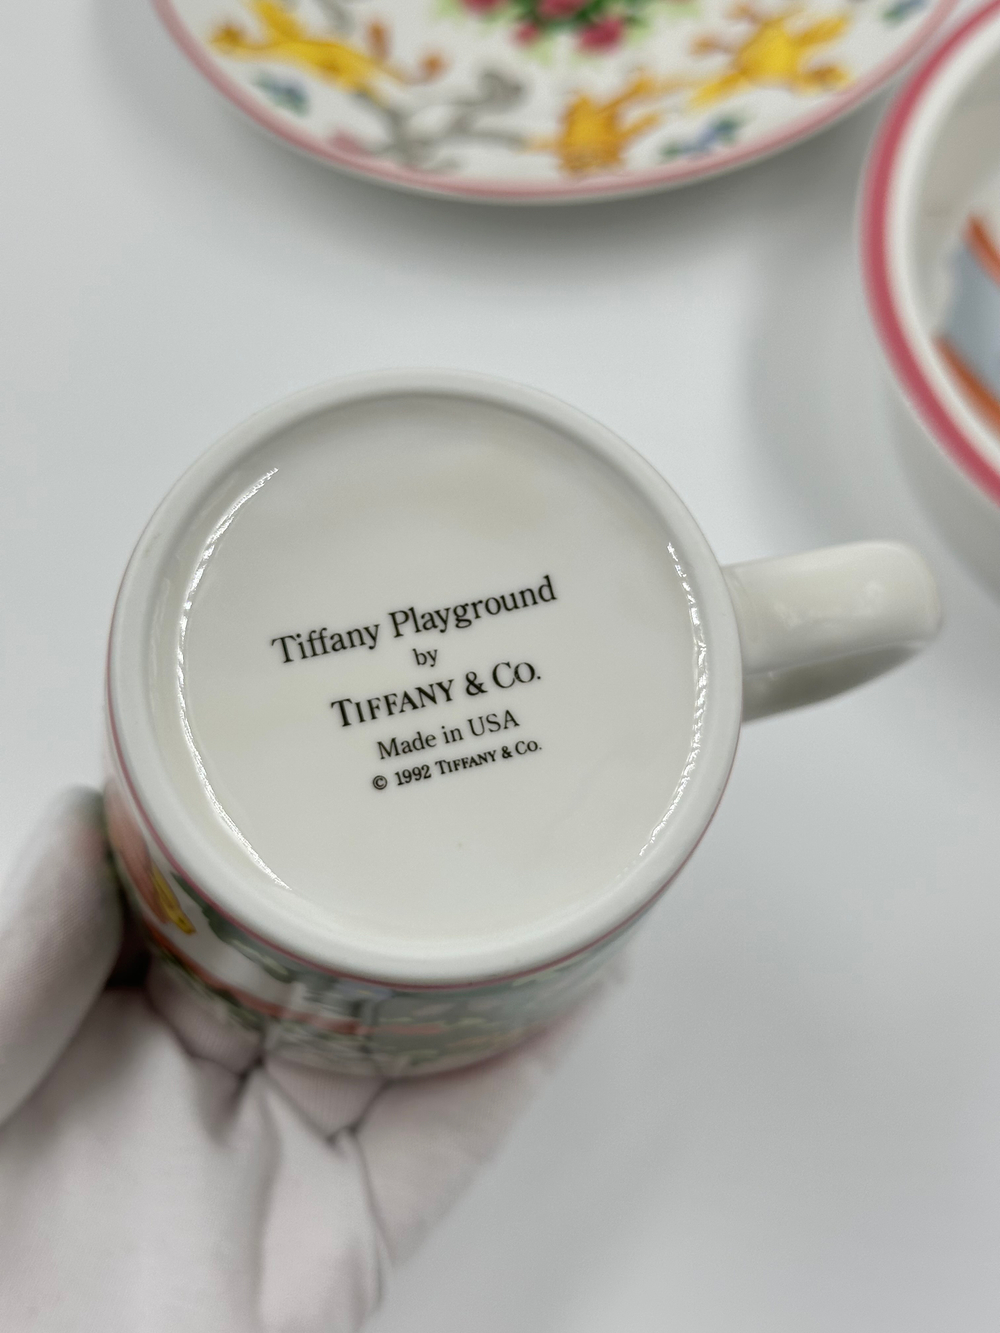 Tiffany Playground
by
TIFFANY & CO.
Made in USA
© 1992 TIFFANY & CO.